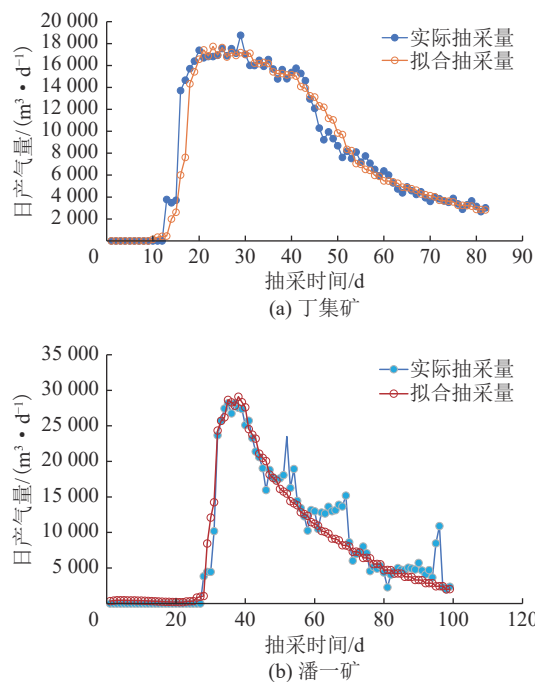 20 000
18 000
16 000
14 000
12 000
10 000
8 000
6 000
4 000
2 000
日产气量/(m³·d⁻¹)
实际抽采量
拟合抽采量
0 10 20 30 40 50 60 70 80 90
抽采时间/d
(a) 丁集矿
35 000
30 000
25 000
20 000
15 000
10 000
5 000
日产气量/(m³·d⁻¹)
实际抽采量
拟合抽采量
0 20 40 60 80 100 120
抽采时间/d
(b) 潘一矿